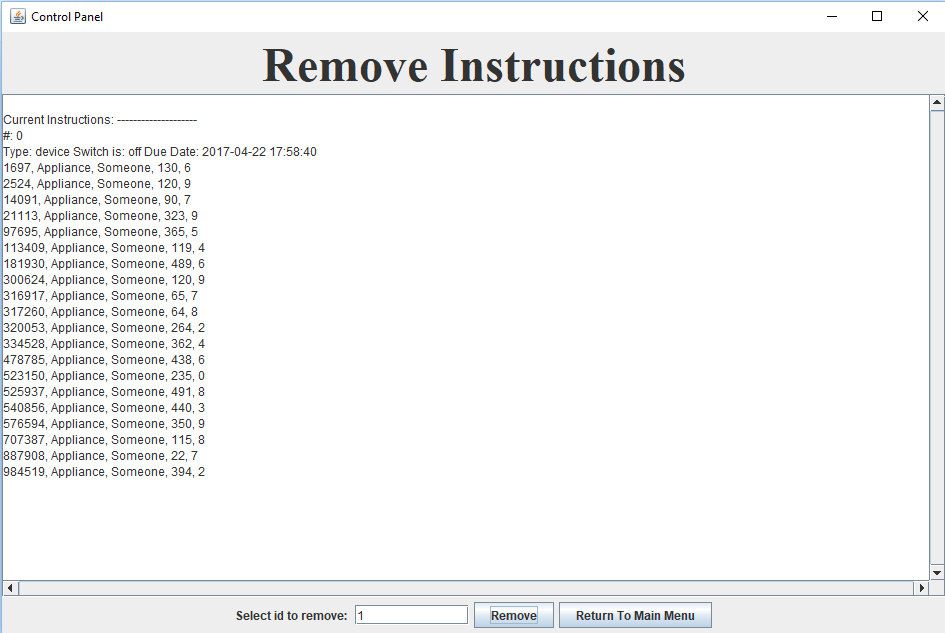 Control Panel
Remove Instructions
Current Instructions: --------------------
#: 0
Type: device Switch is: off Due Date: 2017-04-22 17:58:40
1697, Appliance, Someone, 130, 6
2524, Appliance, Someone, 120, 9
14091, Appliance, Someone, 90, 7
21113, Appliance, Someone, 323, 9
97695, Appliance, Someone, 365, 5
113409, Appliance, Someone, 119, 4
181930, Appliance, Someone, 489, 6
300624, Appliance, Someone, 120, 9
316917, Appliance, Someone, 65, 7
317260, Appliance, Someone, 64, 8
320053, Appliance, Someone, 264, 2
334528, Appliance, Someone, 362, 4
478785, Appliance, Someone, 438, 6
523150, Appliance, Someone, 235, 0
525937, Appliance, Someone, 491, 8
540856, Appliance, Someone, 440, 3
576594, Appliance, Someone, 350, 9
707387, Appliance, Someone, 115, 8
887908, Appliance, Someone, 22, 7
984519, Appliance, Someone, 394, 2
Select id to remove: 1 Remove Return To Main Menu